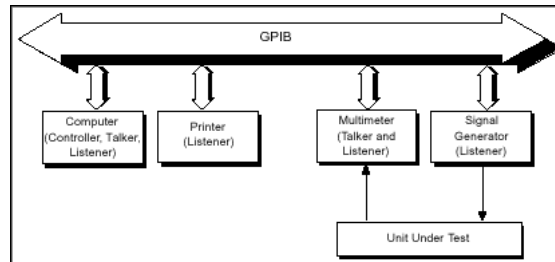 GPIB
Computer
(Controller, Talker,
Listener)
Printer
(Listener)
Multimeter
(Talker and
Listener)
Signal
Generator
(Listener)
Unit Under Test